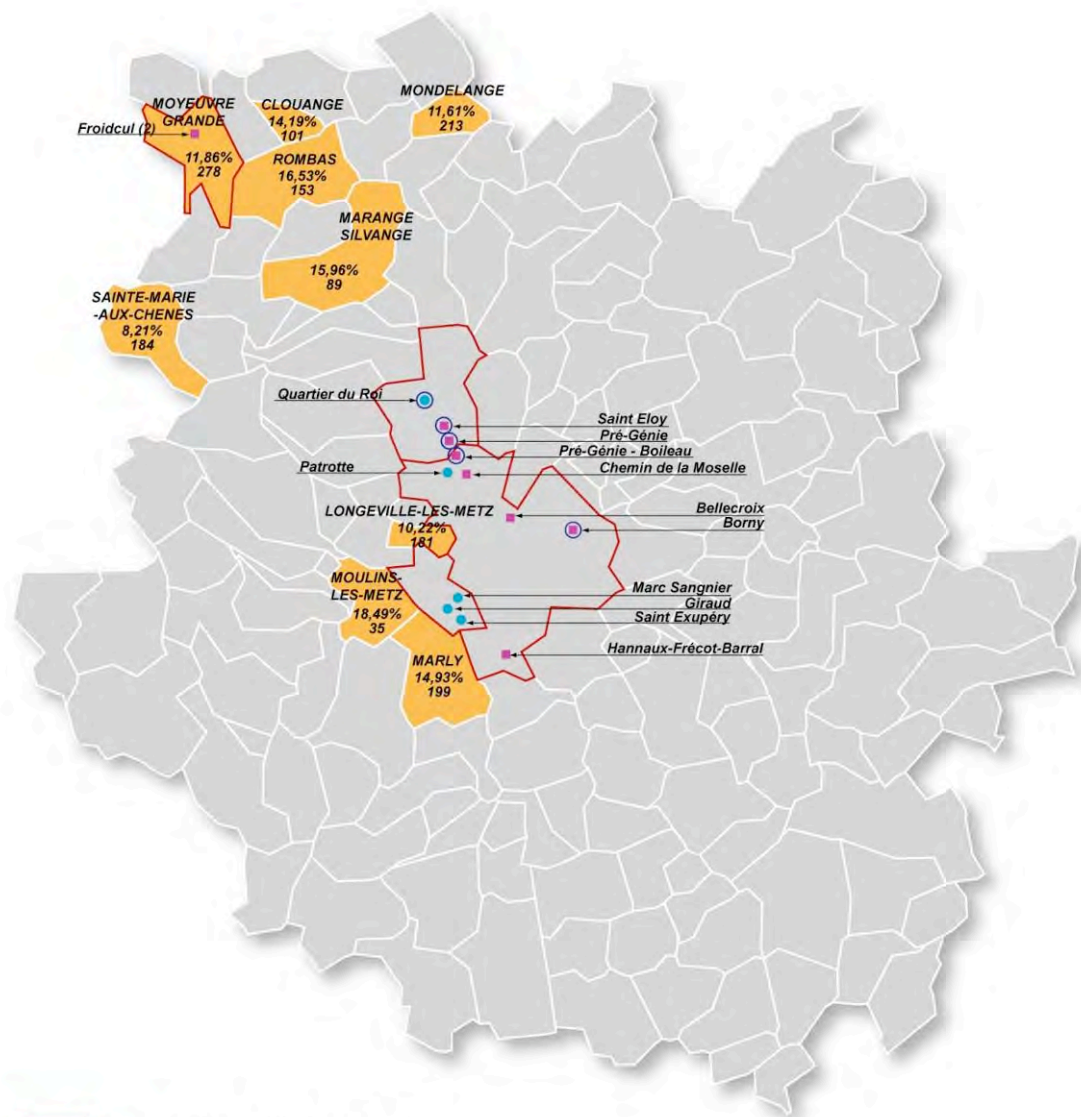 MONDELANGE
11,61%
213
MOYEUVRE
GRANDE
11,86%
278
CLOUANGE
14,19%
101
Froidcul (2)
ROMBAS
16,53%
153
MARANGE
SILVANGE
15,96%
89
SAINTE-MARIE
-AUX-CHENES
8,21%
184
Quartier du Roi
Saint Eloy
Pré-Génie
Pré-Génie - Boileau
Patrotte
Chemin de la Moselle
LONGEVILLE-LES-METZ
10,22%
181
Bellecroix
Borny
MOULINS-
LES-METZ
18,49%
35
Marc Sangnier
Giraud
Saint Exupéry
Hannaux-Frécot-Barral
MARLY
14,93%
199